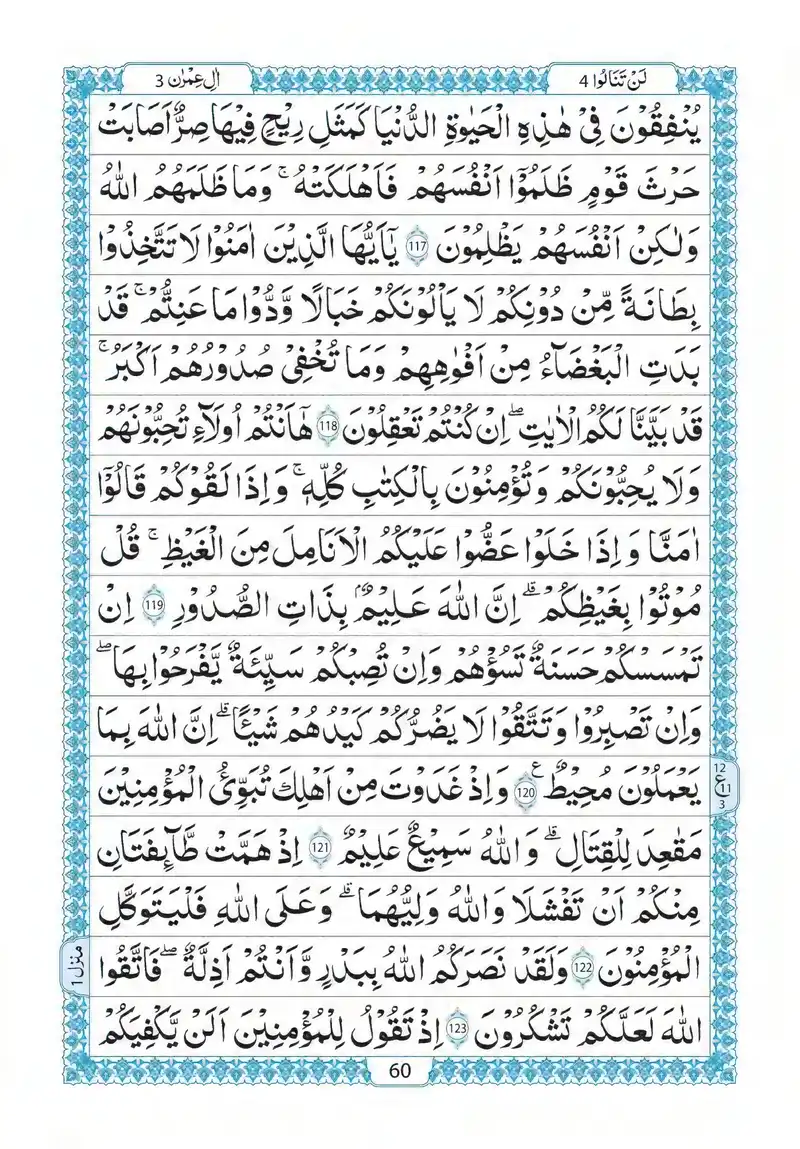 اٰلِ عِمْرٰن 3
لَنْ تَنَالُوا 4
يُنْفِقُوْنَ فِيْ هٰذِهِ الْحَيٰوةِ الدُّنْيَا كَمَثَلِ رِيْحٍ فِيْهَا صِرٌّ اَصَابَتْ
حَرْثَ قَوْمٍ ظَلَمُوْۤا اَنْفُسَهُمْ فَاَهْلَكَتْهُ ؕ وَمَا ظَلَمَهُمُ اللّٰهُ
وَلٰكِنْ اَنْفُسَهُمْ يَظْلِمُوْنَ 117 يٰۤاَيُّهَا الَّذِيْنَ اٰمَنُوْا لَا تَتَّخِذُوْا
بِطَانَةً مِّنْ دُوْنِكُمْ لَا يَاْلُوْنَكُمْ خَبَالًا وَدُّوْا مَا عَنِتُّمْ ۚ قَدْ
بَدَتِ الْبَغْضَآءُ مِنْ اَفْوَاهِهِمْ وَمَا تُخْفِيْ صُدُوْرُهُمْ اَكْبَرُ ؕ
قَدْ بَيَّنَّا لَكُمُ الْاٰيٰتِ ۖ اِنْ كُنْتُمْ تَعْقِلُوْنَ 118 هٰۤاَنْتُمْ اُولَآءِ تُحِبُّوْنَهُمْ
وَلَا يُحِبُّوْنَكُمْ وَتُؤْمِنُوْنَ بِالْكِتٰبِ كُلِّهٖ ۚ وَاِذَا لَقُوْكُمْ قَالُوْۤا
اٰمَنَّا وَاِذَا خَلَوْا عَضُّوْا عَلَيْكُمُ الْاَنَامِلَ مِنَ الْغَيْظِ ؕ قُلْ
مُوْتُوْا بِغَيْظِكُمْ ؕ اِنَّ اللّٰهَ عَلِيْمٌۢ بِذَاتِ الصُّدُوْرِ 119 اِنْ
تَمْسَسْكُمْ حَسَنَةٌ تَسُؤْهُمْ وَاِنْ تُصِبْكُمْ سَيِّئَةٌ يَّفْرَحُوْا بِهَا ۖ
وَاِنْ تَصْبِرُوْا وَتَتَّقُوْا لَا يَضُرُّكُمْ كَيْدُهُمْ شَيْـًٔا ؕ اِنَّ اللّٰهَ بِمَا
يَعْمَلُوْنَ مُحِيْطٌ 120 ع وَاِذْ غَدَوْتَ مِنْ اَهْلِكَ تُبَوِّئُ الْمُؤْمِنِيْنَ
12
ع 11
3
مَقَاعِدَ لِلْقِتَالِ ؕ وَاللّٰهُ سَمِيْعٌ عَلِيْمٌ 121 اِذْ هَمَّتْ طَّآئِفَتٰنِ
مِنْكُمْ اَنْ تَفْشَلَا وَاللّٰهُ وَلِيُّهُمَا ؕ وَعَلَى اللّٰهِ فَلْيَتَوَكَّلِ
الْمُؤْمِنُوْنَ 122 وَلَقَدْ نَصَرَكُمُ اللّٰهُ بِبَدْرٍ وَّاَنْتُمْ اَذِلَّةٌ ۖ فَاتَّقُوا
منزل 1
اللّٰهَ لَعَلَّكُمْ تَشْكُرُوْنَ 123 اِذْ تَقُوْلُ لِلْمُؤْمِنِيْنَ اَلَنْ يَّكْفِيَكُمْ
60